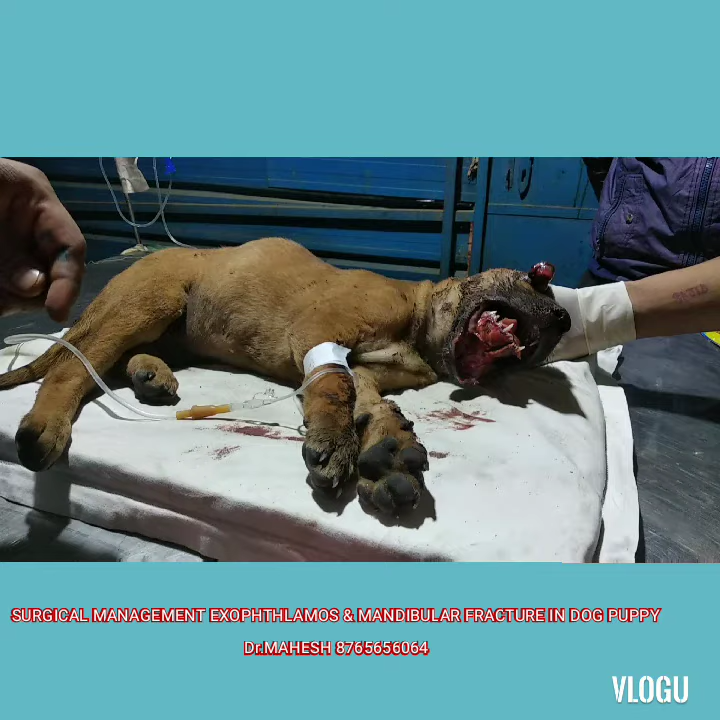 SURGICAL MANAGEMENT EXOPHTHLAMOS & MANDIBULAR FRACTURE IN DOG PUPPY
Dr.MAHESH 8765656064
VLOGU